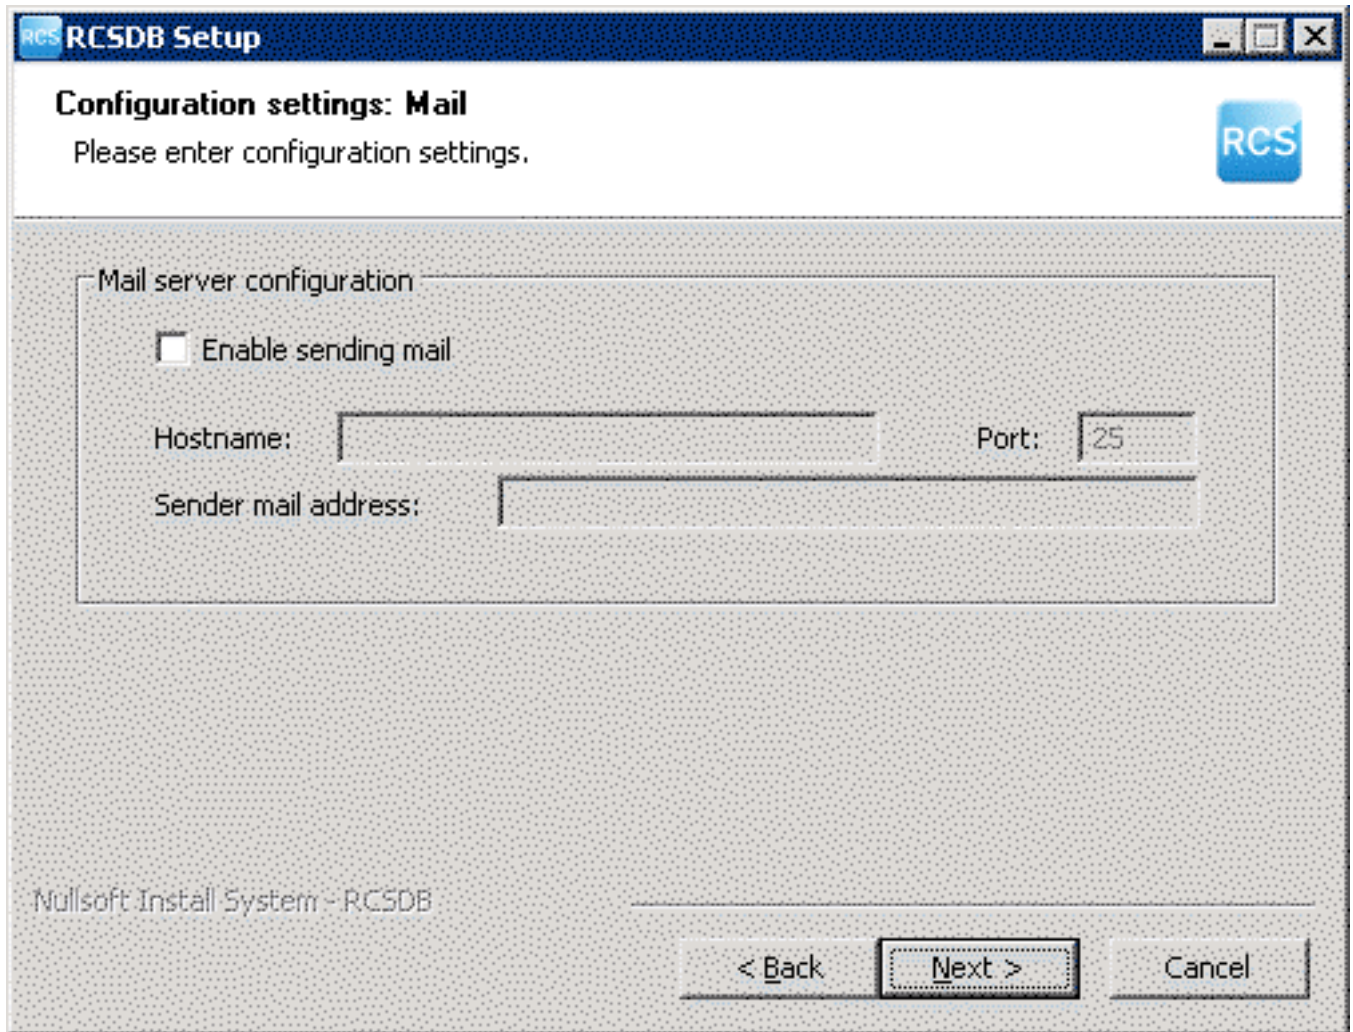 RCS RCSDB Setup
Configuration settings: Mail
Please enter configuration settings.
RCS
Mail server configuration
Enable sending mail
Hostname: Port: 25
Sender mail address:
Nullsoft Install System - RCSDB
< Back Next > Cancel